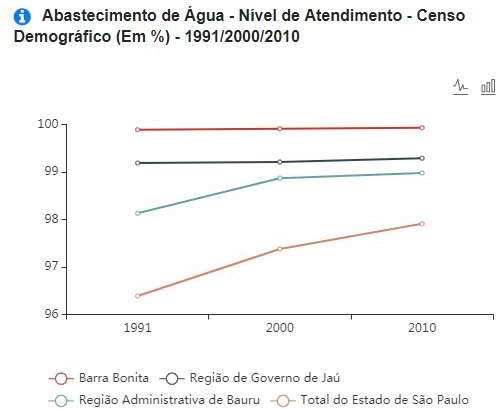 Abastecimento de Água - Nível de Atendimento - Censo
Demográfico (Em %) - 1991/2000/2010
100
99
98
97
96
1991 2000 2010
Barra Bonita Região de Governo de Jaú
Região Administrativa de Bauru Total do Estado de São Paulo